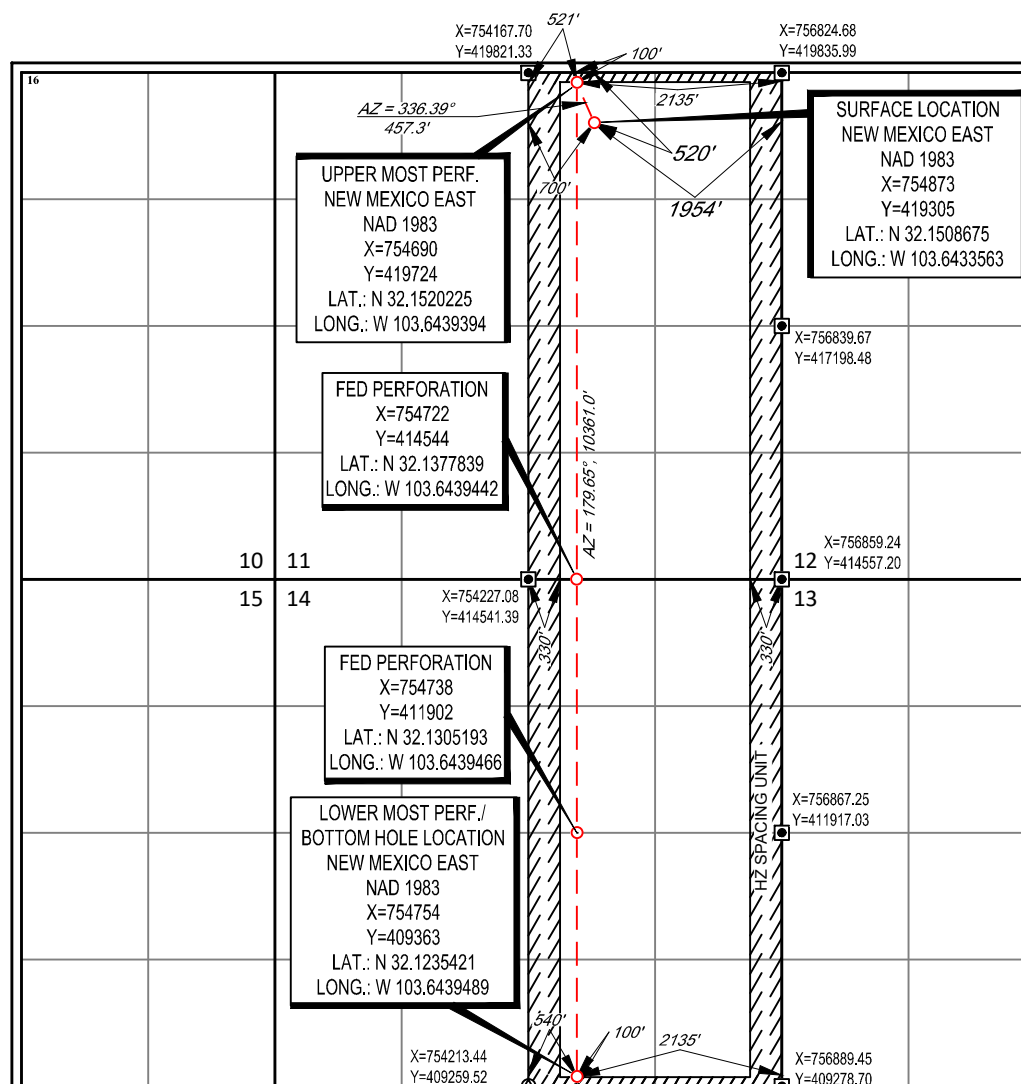 16
X=754167.70
Y=419821.33
521'
100'
X=756824.68
Y=419835.99
2135'
AZ = 336.39°
457.3'
520'
700'
1954'
SURFACE LOCATION
NEW MEXICO EAST
NAD 1983
X=754873
Y=419305
LAT.: N 32.1508675
LONG.: W 103.6433563
UPPER MOST PERF.
NEW MEXICO EAST
NAD 1983
X=754690
Y=419724
LAT.: N 32.1520225
LONG.: W 103.6439394
X=756839.67
Y=417198.48
FED PERFORATION
X=754722
Y=414544
LAT.: N 32.1377839
LONG.: W 103.6439442
AZ = 179.65°, 10361.0'
10 11
15 14
12
13
X=756859.24
Y=414557.20
X=754227.08
Y=414541.39
330'
330'
FED PERFORATION
X=754738
Y=411902
LAT.: N 32.1305193
LONG.: W 103.6439466
HZ SPACING UNIT
X=756867.25
Y=411917.03
LOWER MOST PERF./
BOTTOM HOLE LOCATION
NEW MEXICO EAST
NAD 1983
X=754754
Y=409363
LAT.: N 32.1235421
LONG.: W 103.6439489
540'
100'
2135'
X=754213.44
Y=409259.52
X=756889.45
Y=409278.70